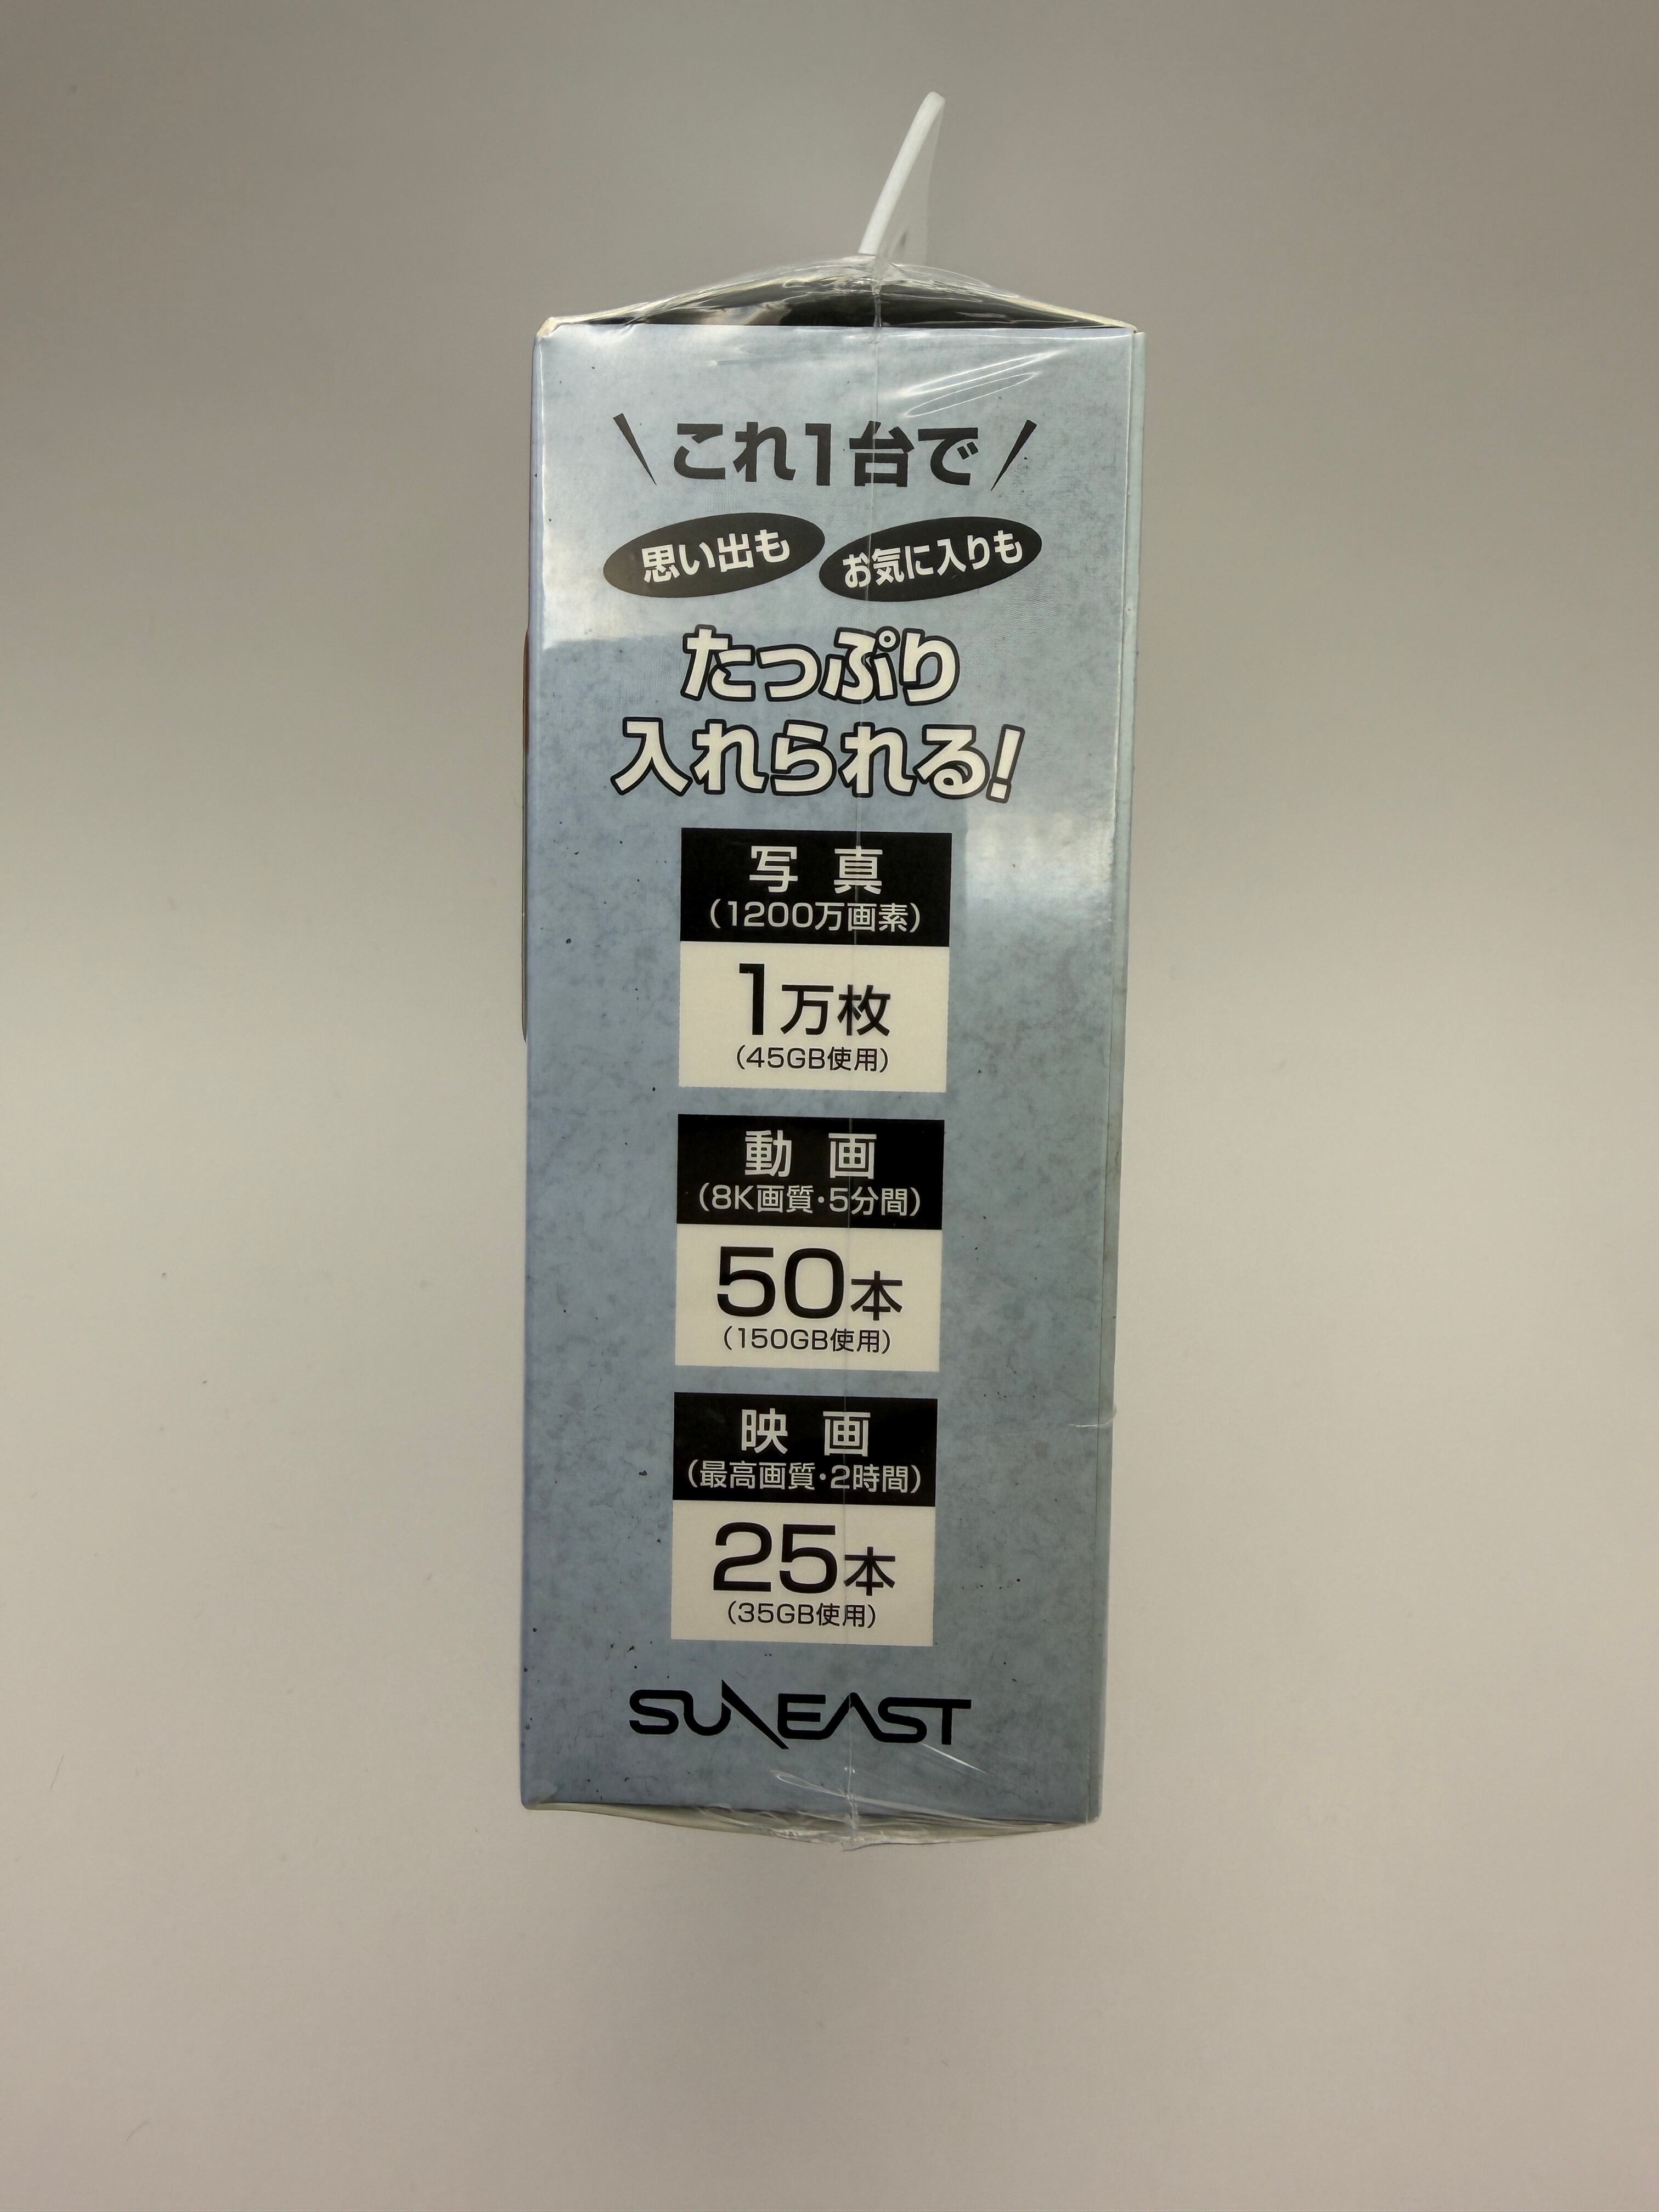 \ これ1台で /
思い出も お気に入りも
たっぷり
入れられる!
写真
(1200万画素)
1万枚
(45GB使用)
動画
(8K画質・5分間)
50本
(150GB使用)
映画
(最高画質・2時間)
25本
(35GB使用)
SUNEAST